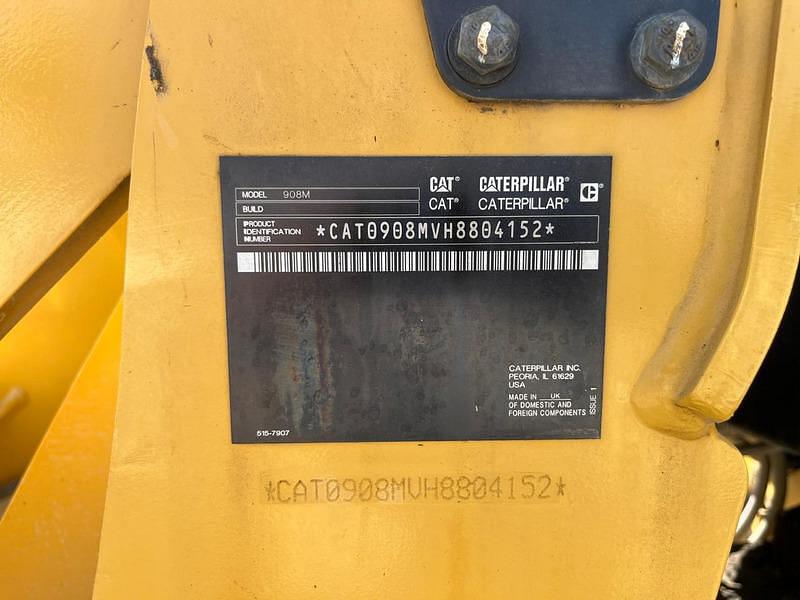 MODEL 908M
BUILD
CAT® CATERPILLAR®
CAT® CATERPILLAR®
PRODUCT
IDENTIFICATION
NUMBER
*CAT0908MVH8804152*
CATERPILLAR INC.
PEORIA, IL 61629
USA
MADE IN UK
OF DOMESTIC AND
FOREIGN COMPONENTS
ISSUE 1
515-7907
*CAT0908MVH8804152*